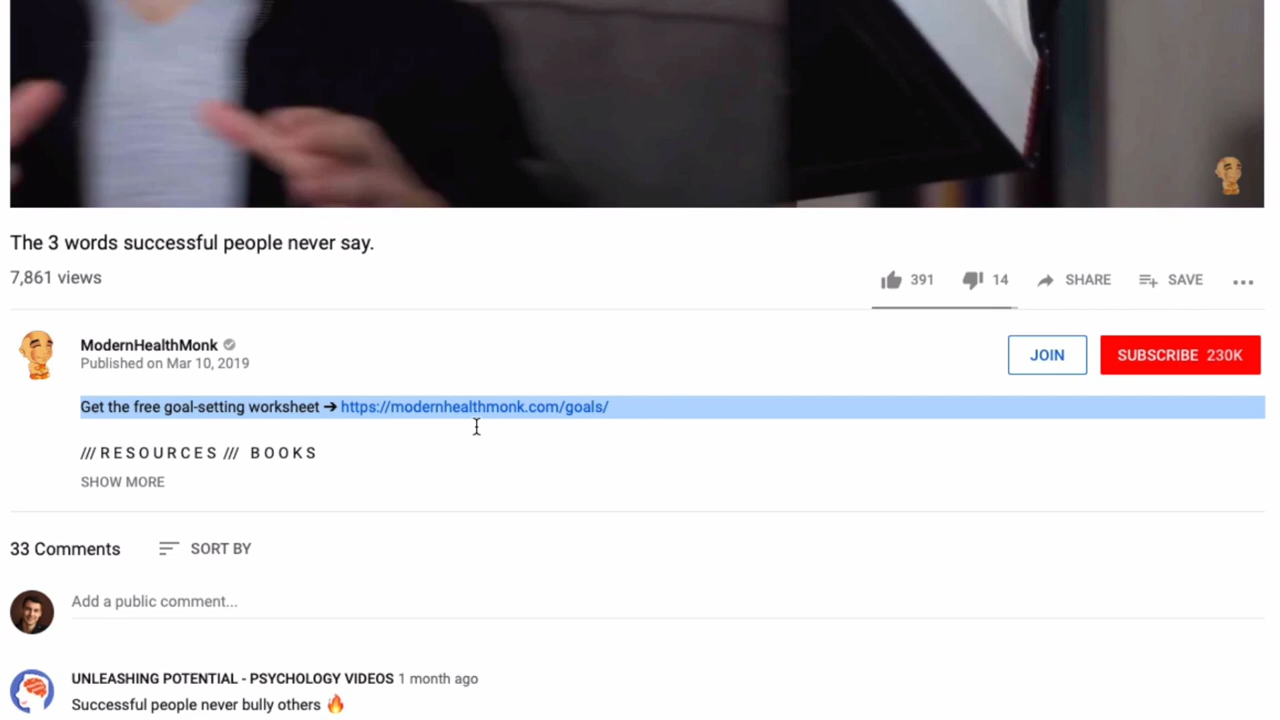 The 3 words successful people never say.
7,861 views
391 14 SHARE SAVE
ModernHealthMonk
Published on Mar 10, 2019
JOIN SUBSCRIBE 230K
Get the free goal-setting worksheet ➔ https://modernhealthmonk.com/goals/
/// R E S O U R C E S /// B O O K S
SHOW MORE
33 Comments SORT BY
Add a public comment...
UNLEASHING POTENTIAL - PSYCHOLOGY VIDEOS 1 month ago
Successful people never bully others 🔥